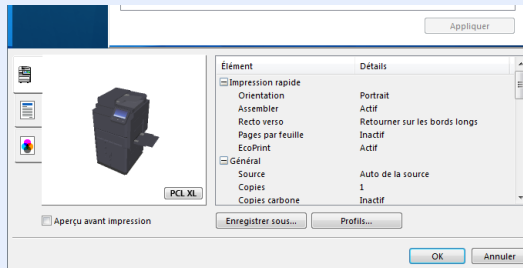 Appliquer
Élément Détails
Impression rapide
Orientation Portrait
Assembler Actif
Recto verso Retourner sur les bords longs
Pages par feuille Inactif
EcoPrint Actif
Général
Source Auto de la source
Copies 1
Copies carbone Inactif
PCL XL
Aperçu avant impression Enregistrer sous... Profils...
OK Annuler